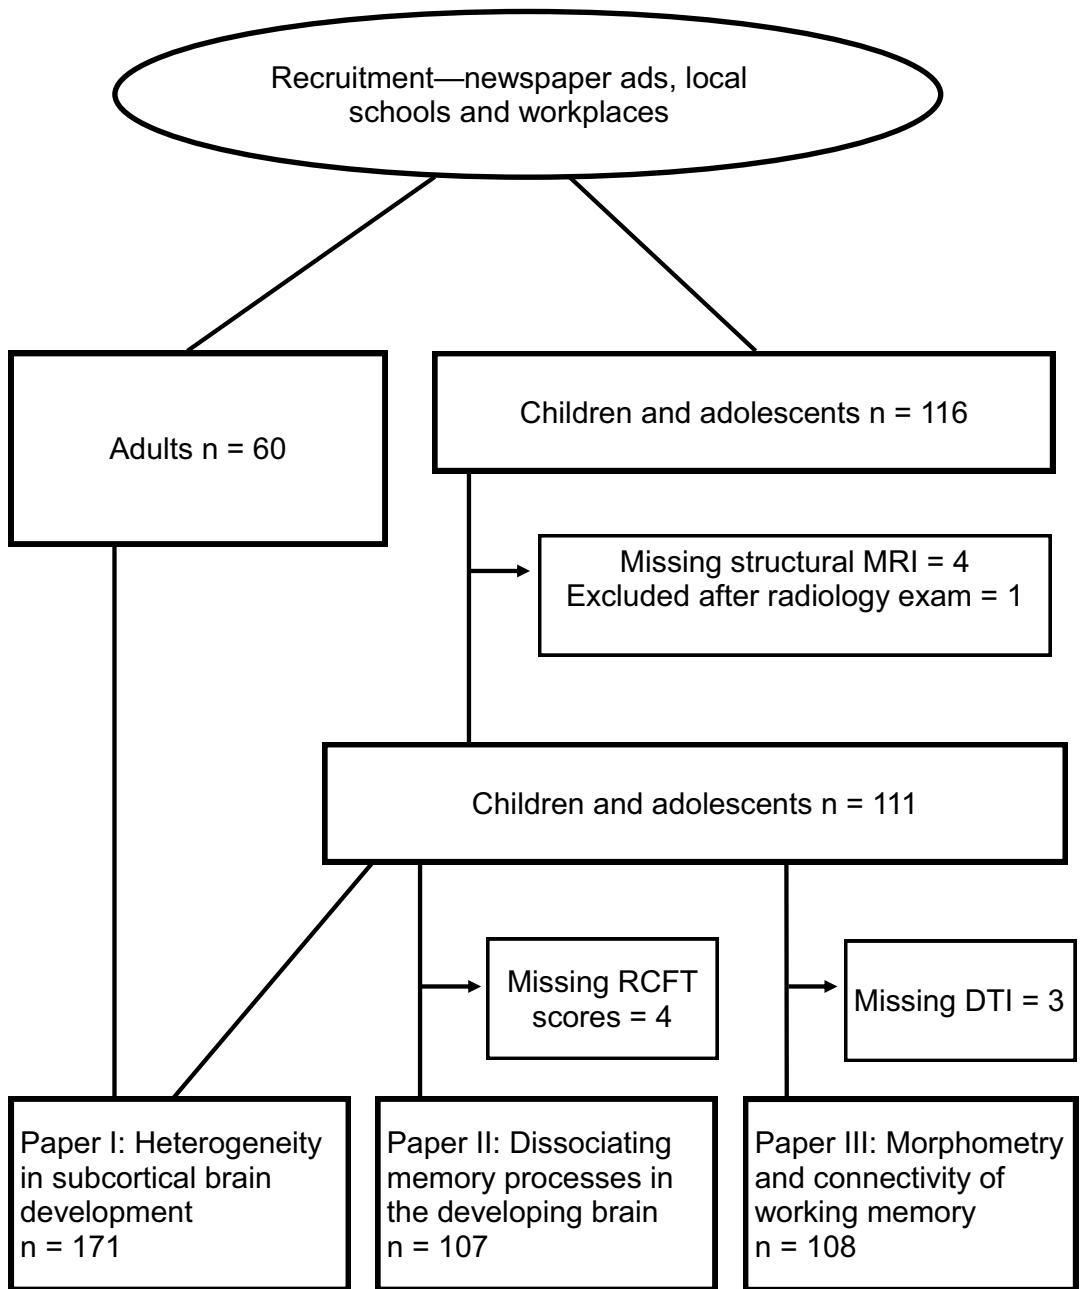 Recruitment—newspaper ads, local
schools and workplaces
Adults n = 60
Children and adolescents n = 116
Missing structural MRI = 4
Excluded after radiology exam = 1
Children and adolescents n = 111
Missing RCFT
scores = 4
Missing DTI = 3
Paper I: Heterogeneity
in subcortical brain
development
n = 171
Paper II: Dissociating
memory processes in
the developing brain
n = 107
Paper III: Morphometry
and connectivity of
working memory
n = 108